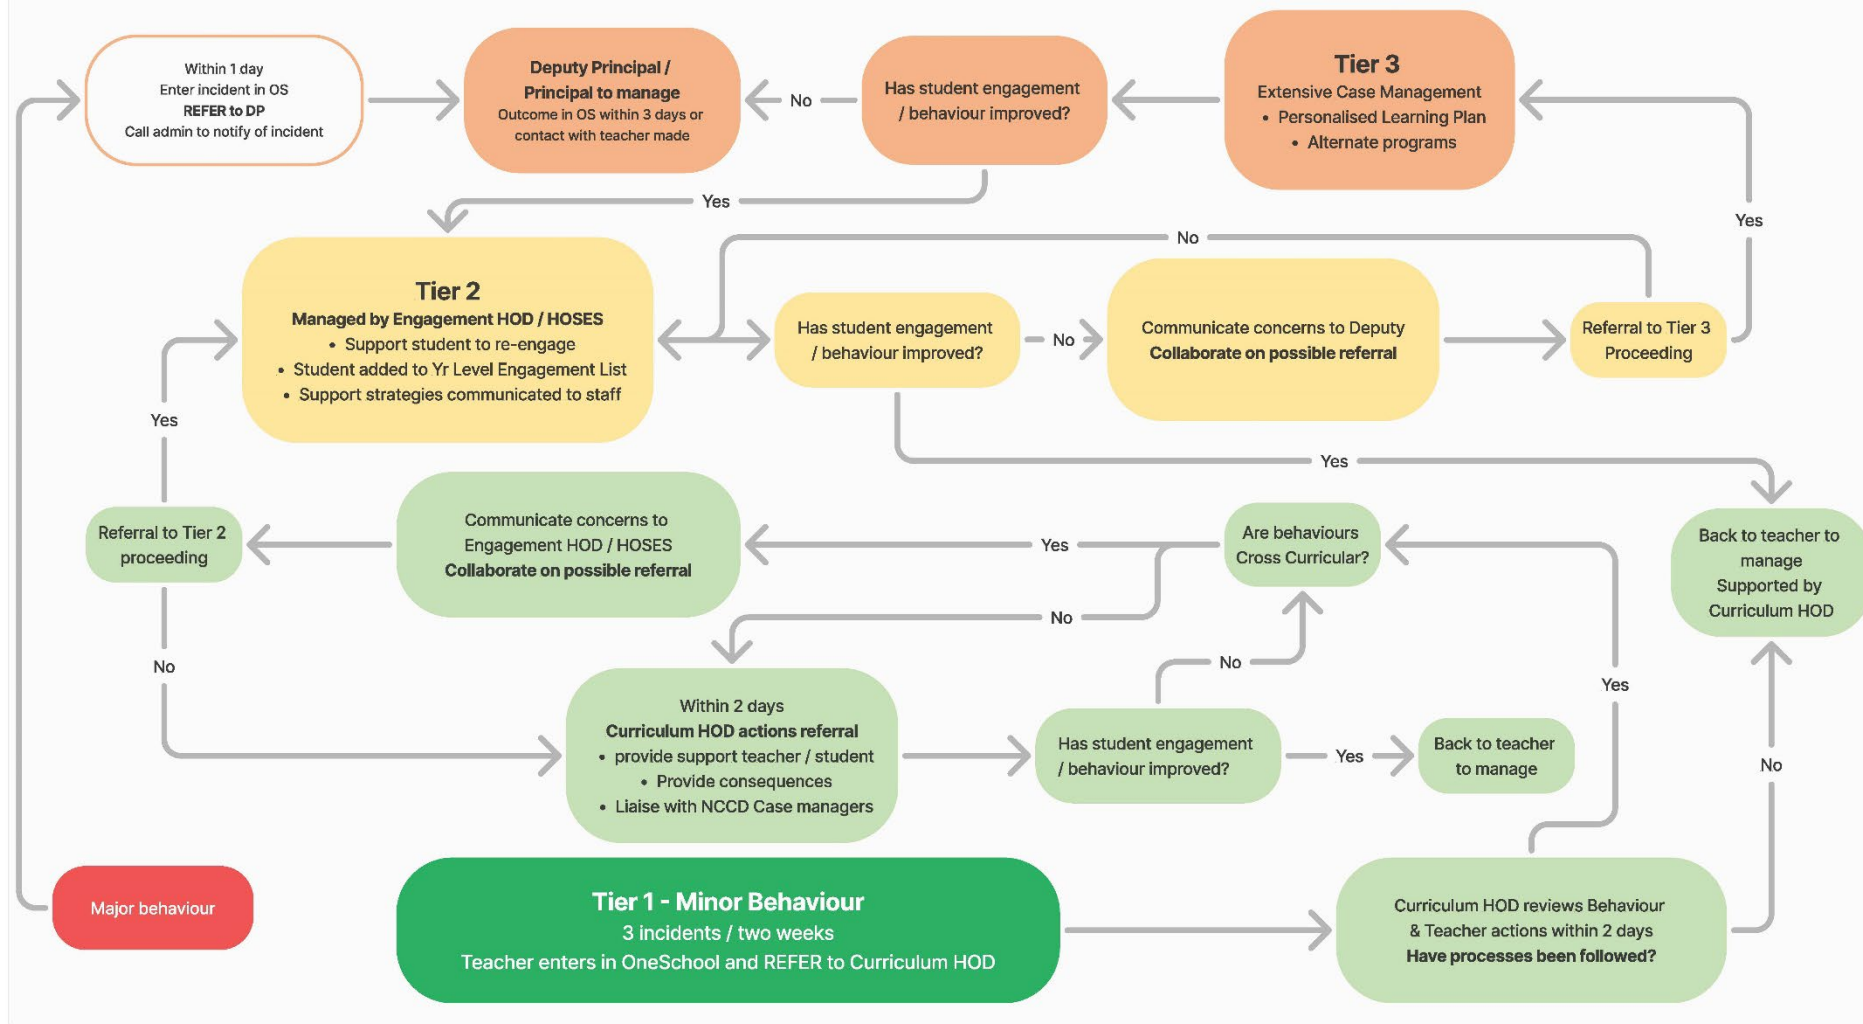 Within 1 day
Enter incident in OS
REFER to DP
Call admin to notify of incident
Deputy Principal /
Principal to manage
Outcome in OS within 3 days or
contact with teacher made
No
Has student engagement
/ behaviour improved?
Tier 3
Extensive Case Management
• Personalised Learning Plan
• Alternate programs
Yes
Yes
No
Tier 2
Managed by Engagement HOD / HOSES
• Support student to re-engage
• Student added to Yr Level Engagement List
• Support strategies communicated to staff
Has student engagement
/ behaviour improved?
No
Communicate concerns to Deputy
Collaborate on possible referral
Referral to Tier 3
Proceeding
Yes
Yes
Referral to Tier 2
proceeding
Communicate concerns to
Engagement HOD / HOSES
Collaborate on possible referral
Yes
Are behaviours
Cross Curricular?
Back to teacher to
manage
Supported by
Curriculum HOD
No
No
No
Yes
Within 2 days
Curriculum HOD actions referral
• provide support teacher / student
• Provide consequences
• Liaise with NCCD Case managers
Has student engagement
/ behaviour improved?
Yes
Back to teacher
to manage
No
Major behaviour
Tier 1 - Minor Behaviour
3 incidents / two weeks
Teacher enters in OneSchool and REFER to Curriculum HOD
Curriculum HOD reviews Behaviour
& Teacher actions within 2 days
Have processes been followed?